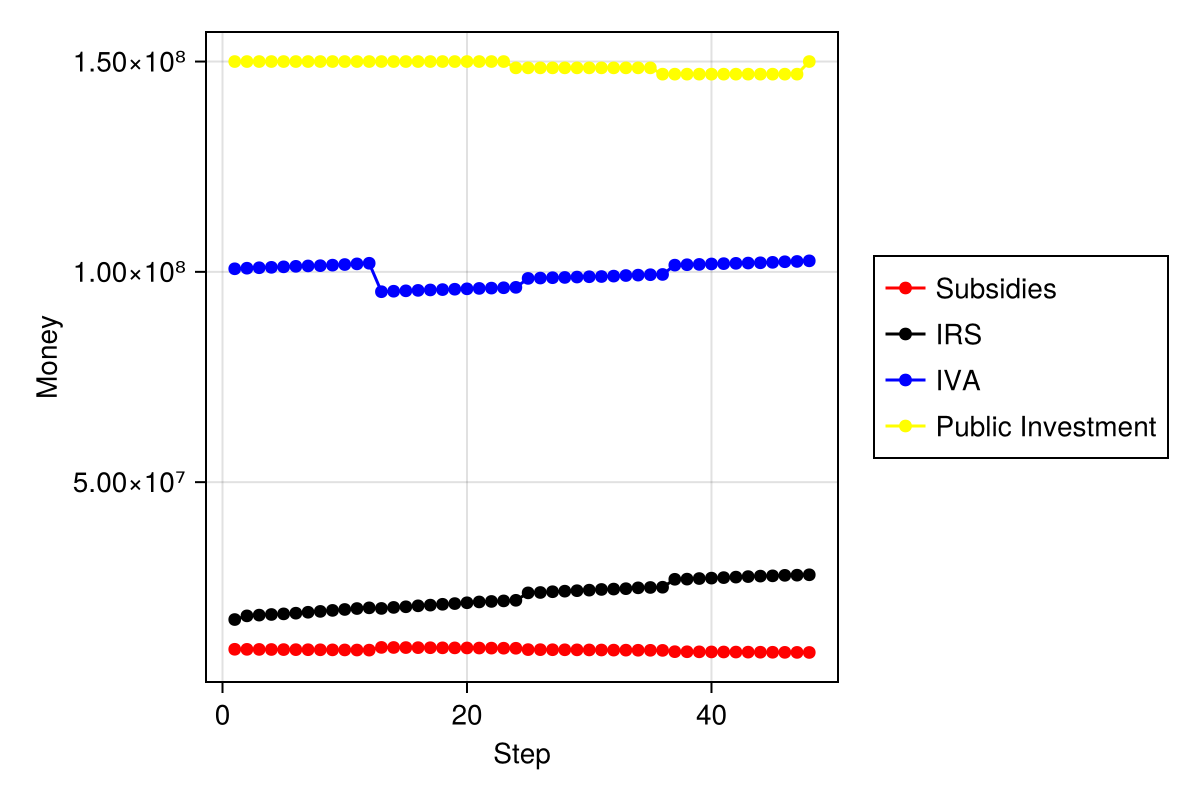 1.50×10⁸
1.00×10⁸
5.00×10⁷
Money
0 20 40
Step
Subsidies
IRS
IVA
Public Investment